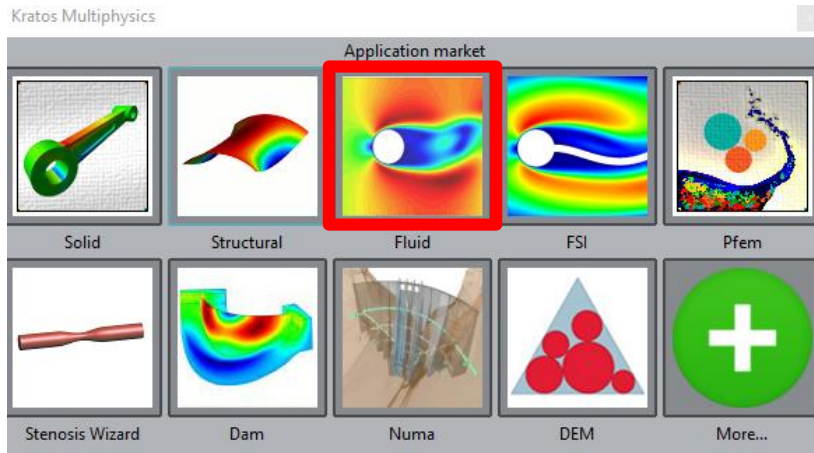 Kratos Multiphysics
Application market
Solid Structural Fluid FSI Pfem
Stenosis Wizard Dam Numa DEM More...